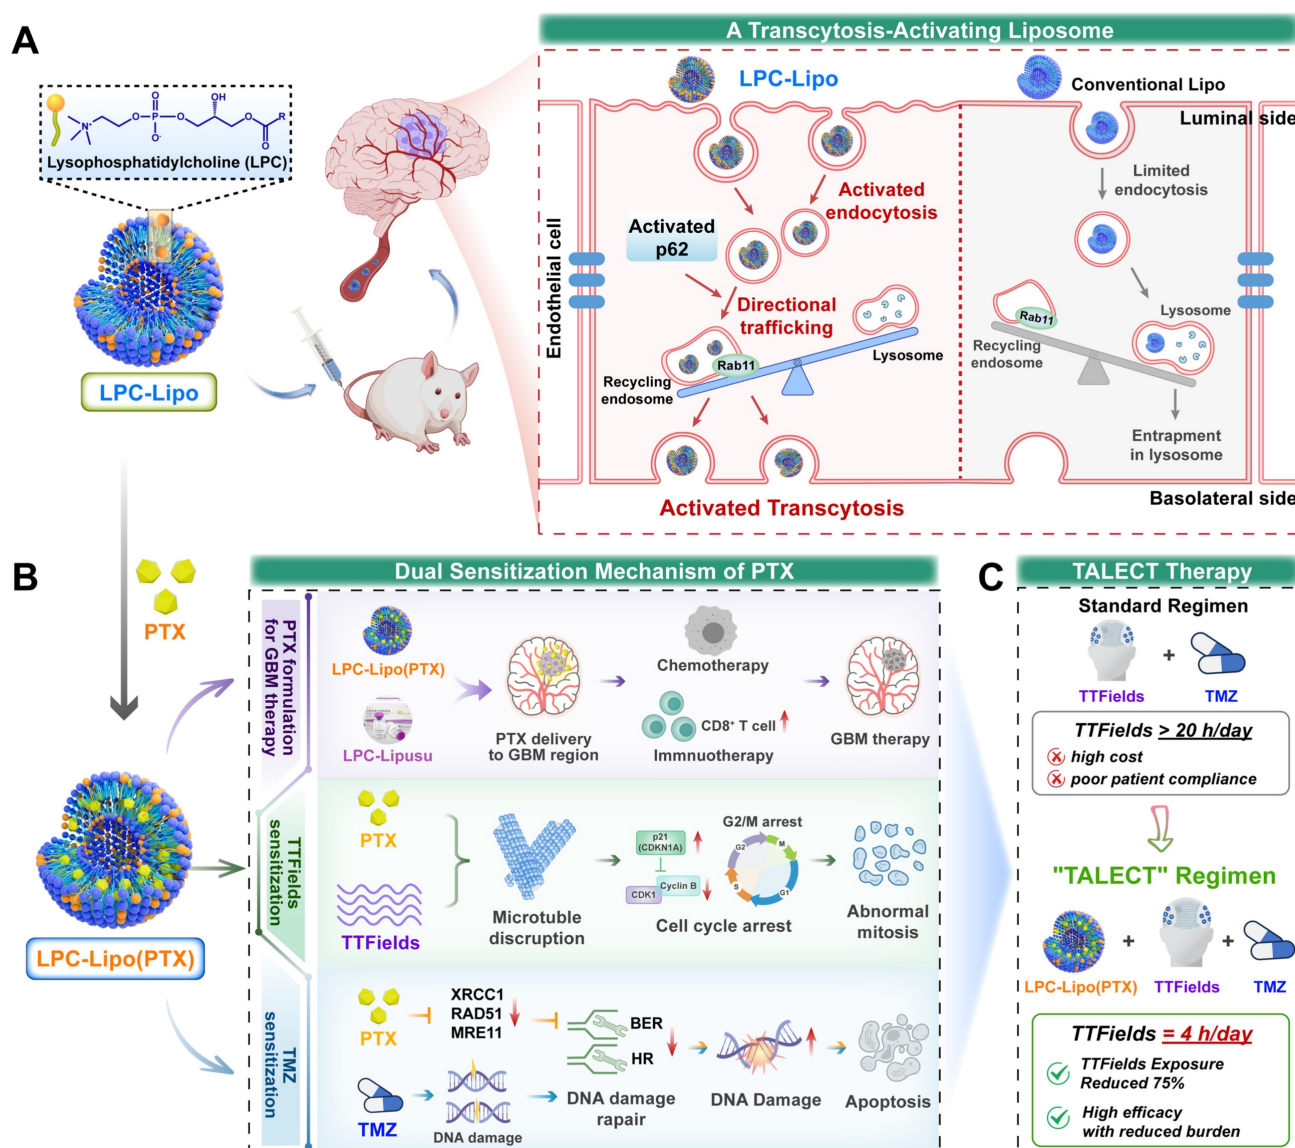 A
A Transcytosis-Activating Liposome
OH
O
P
O
O
O
R
N⁺
O⁻
O
Lysophosphatidylcholine (LPC)
LPC-Lipo
LPC-Lipo
Conventional Lipo
Luminal side
Endothelial cell
Activated
endocytosis
Activated
p62
Directional
trafficking
Lysosome
Rab11
Recycling
endosome
Activated Transcytosis
Limited
endocytosis
Lysosome
Rab11
Recycling
endosome
Entrapment
in lysosome
Basolateral side
PTX
B
Dual Sensitization Mechanism of PTX
LPC-Lipo(PTX)
PTX formulation
for GBM therapy
LPC-Lipo(PTX)
LPC-Lipusu
PTX delivery
to GBM region
Chemotherapy
CD8⁺ T cell
Immnuotherapy
GBM therapy
TTFields
sensitization
PTX
TTFields
Microtuble
discruption
p21
(CDKN1A)
CDK1
Cyclin B
G2/M arrest
G2
M
S
G1
Cell cycle arrest
Abnormal
mitosis
TMZ
sensitization
PTX
XRCC1
RAD51
MRE11
BER
HR
TMZ
DNA damage
DNA damage
rapair
DNA Damage
Apoptosis
C
TALECT Therapy
Standard Regimen
+
TTFields
TMZ
TTFields > 20 h/day
high cost
poor patient compliance
"TALECT" Regimen
+
+
LPC-Lipo(PTX)
TTFields
TMZ
TTFields = 4 h/day
TTFields Exposure
Reduced 75%
High efficacy
with reduced burden